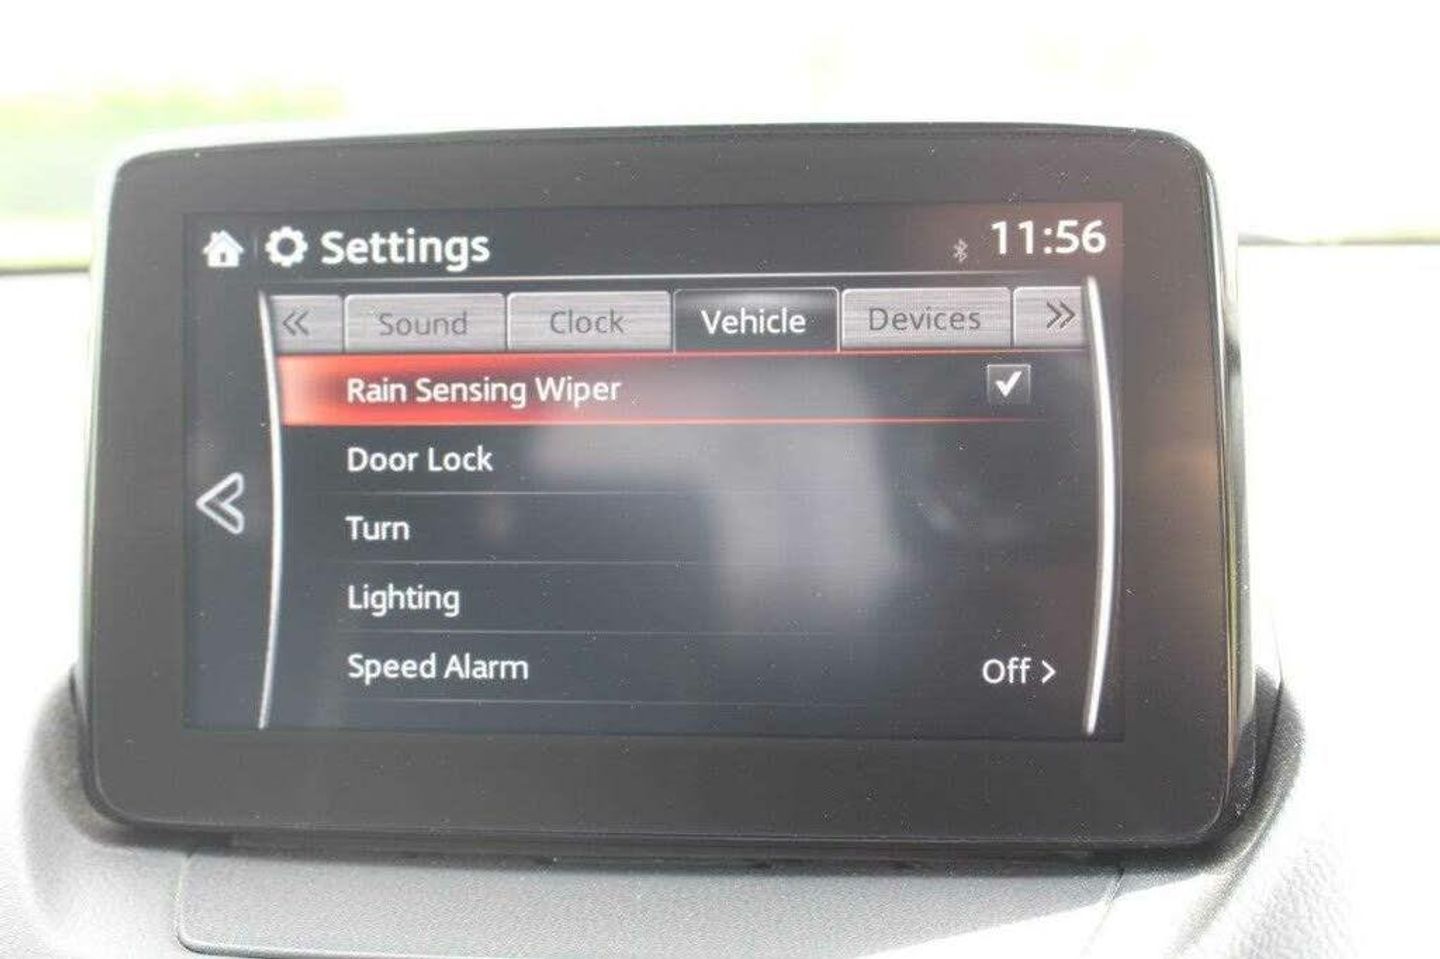 Settings 11:56
« Sound Clock Vehicle Devices »
Rain Sensing Wiper
Door Lock
Turn
Lighting
Speed Alarm Off >